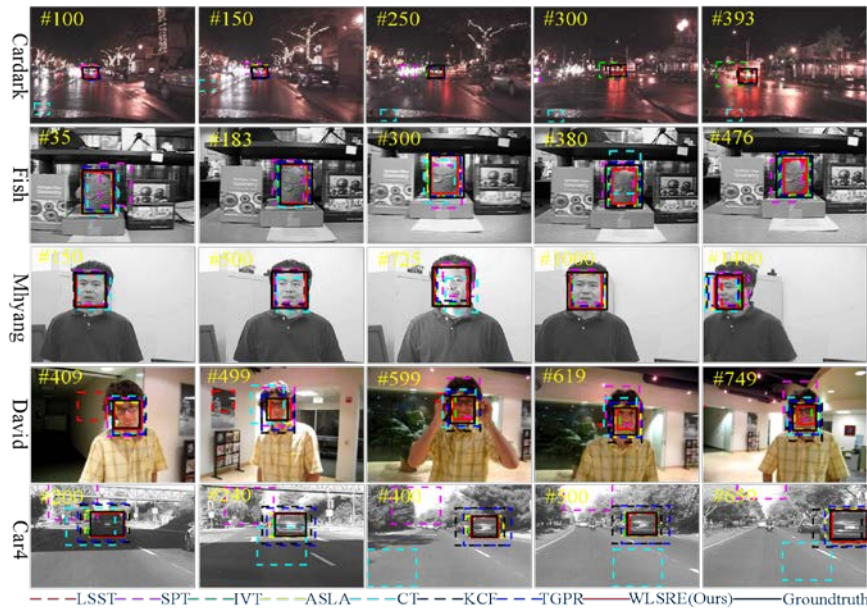 Cardark
#100 #150 #250 #300 #393
Fish
#35 #183 #300 #380 #476
Mhyang
#150 #500 #725 #1000 #1400
David
#409 #499 #599 #619 #749
Car4
#200 #240 #400 #500 #650
LSST SPT IVT ASLA CT KCF TGPR WLSRE(Ours) Groundtruth